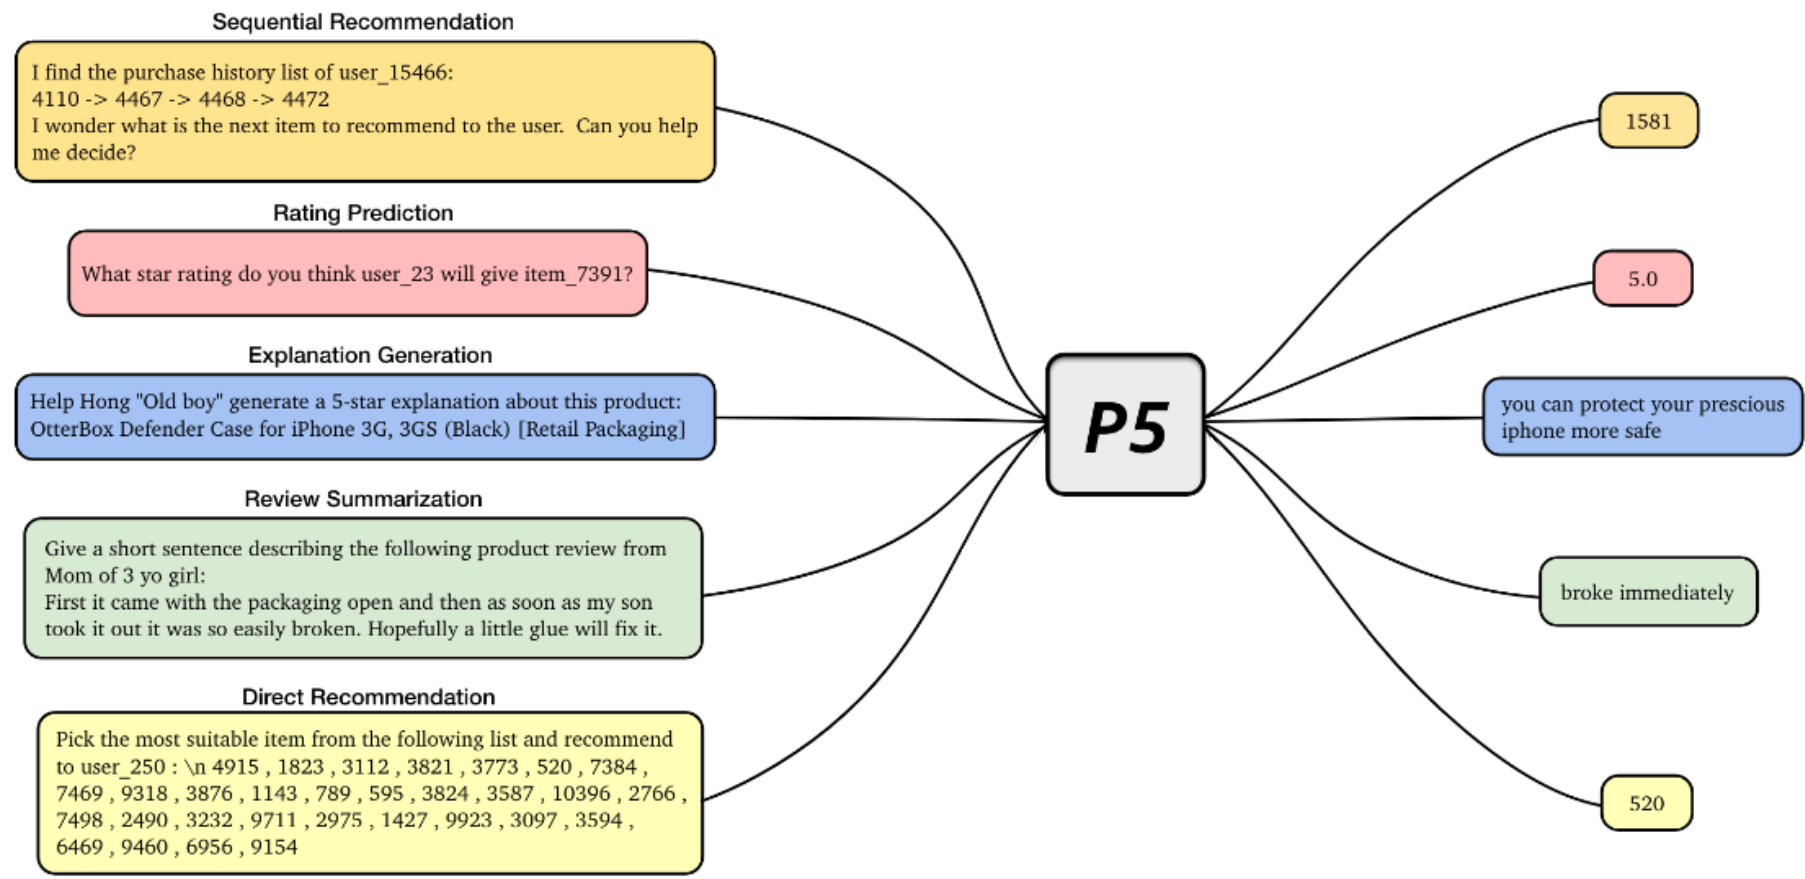 Sequential Recommendation
I find the purchase history list of user_15466:
4110 -> 4467 -> 4468 -> 4472
I wonder what is the next item to recommend to the user.  Can you help
me decide?
Rating Prediction
What star rating do you think user_23 will give item_7391?
Explanation Generation
Help Hong "Old boy" generate a 5-star explanation about this product:
OtterBox Defender Case for iPhone 3G, 3GS (Black) [Retail Packaging]
Review Summarization
Give a short sentence describing the following product review from
Mom of 3 yo girl:
First it came with the packaging open and then as soon as my son
took it out it was so easily broken. Hopefully a little glue will fix it.
Direct Recommendation
Pick the most suitable item from the following list and recommend
to user_250 : \n 4915 , 1823 , 3112 , 3821 , 3773 , 520 , 7384 ,
7469 , 9318 , 3876 , 1143 , 789 , 595 , 3824 , 3587 , 10396 , 2766 ,
7498 , 2490 , 3232 , 9711 , 2975 , 1427 , 9923 , 3097 , 3594 ,
6469 , 9460 , 6956 , 9154
P5
1581
5.0
you can protect your prescious
iphone more safe
broke immediately
520